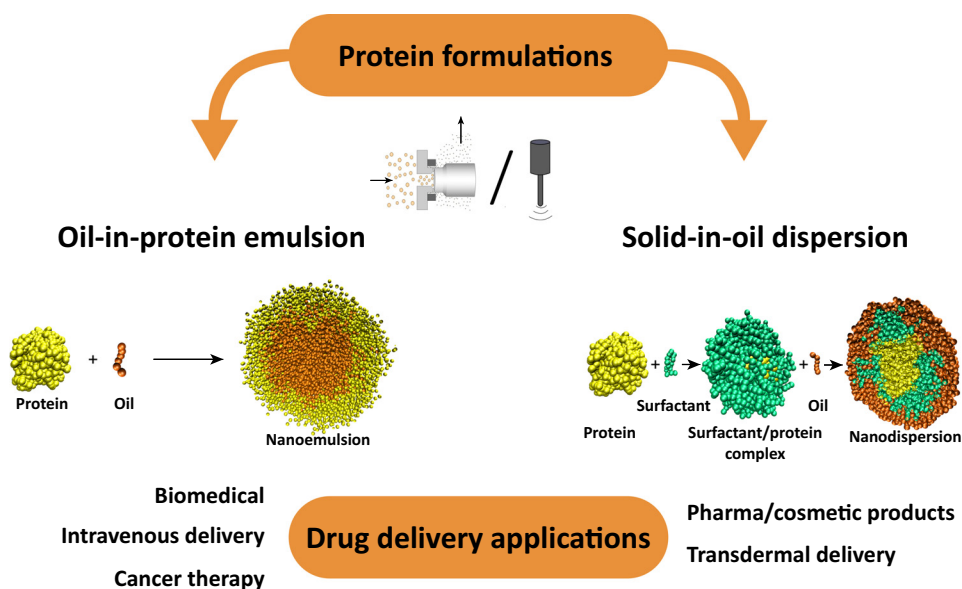 Protein formulations
Oil-in-protein emulsion
Solid-in-oil dispersion
+
Protein
Oil
Nanoemulsion
+
+
Surfactant
Oil
Protein
Surfactant/protein
complex
Nanodispersion
Biomedical
Intravenous delivery
Cancer therapy
Drug delivery applications
Pharma/cosmetic products
Transdermal delivery